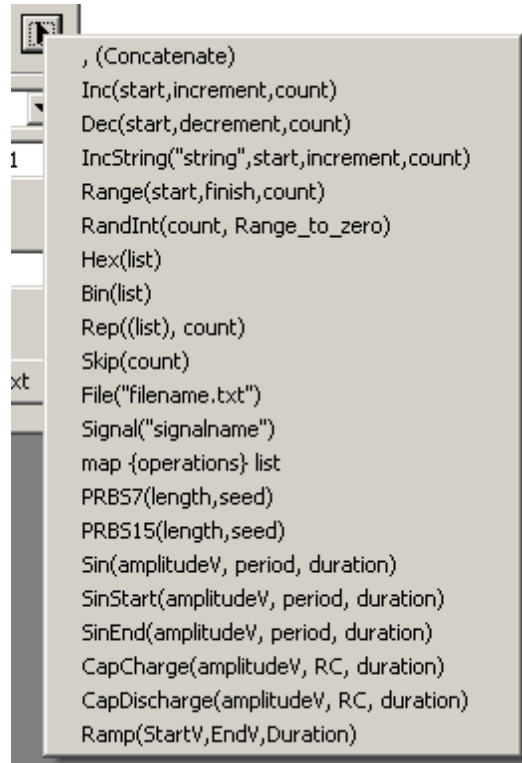 , (Concatenate)
Inc(start,increment,count)
Dec(start,decrement,count)
1
IncString("string",start,increment,count)
Range(start,finish,count)
RandInt(count, Range_to_zero)
Hex(list)
Bin(list)
Rep((list), count)
Skip(count)
xt
File("filename.txt")
Signal("signalname")
map {operations} list
PRBS7(length,seed)
PRBS15(length,seed)
Sin(amplitudeV, period, duration)
SinStart(amplitudeV, period, duration)
SinEnd(amplitudeV, period, duration)
CapCharge(amplitudeV, RC, duration)
CapDischarge(amplitudeV, RC, duration)
Ramp(StartV,EndV,Duration)